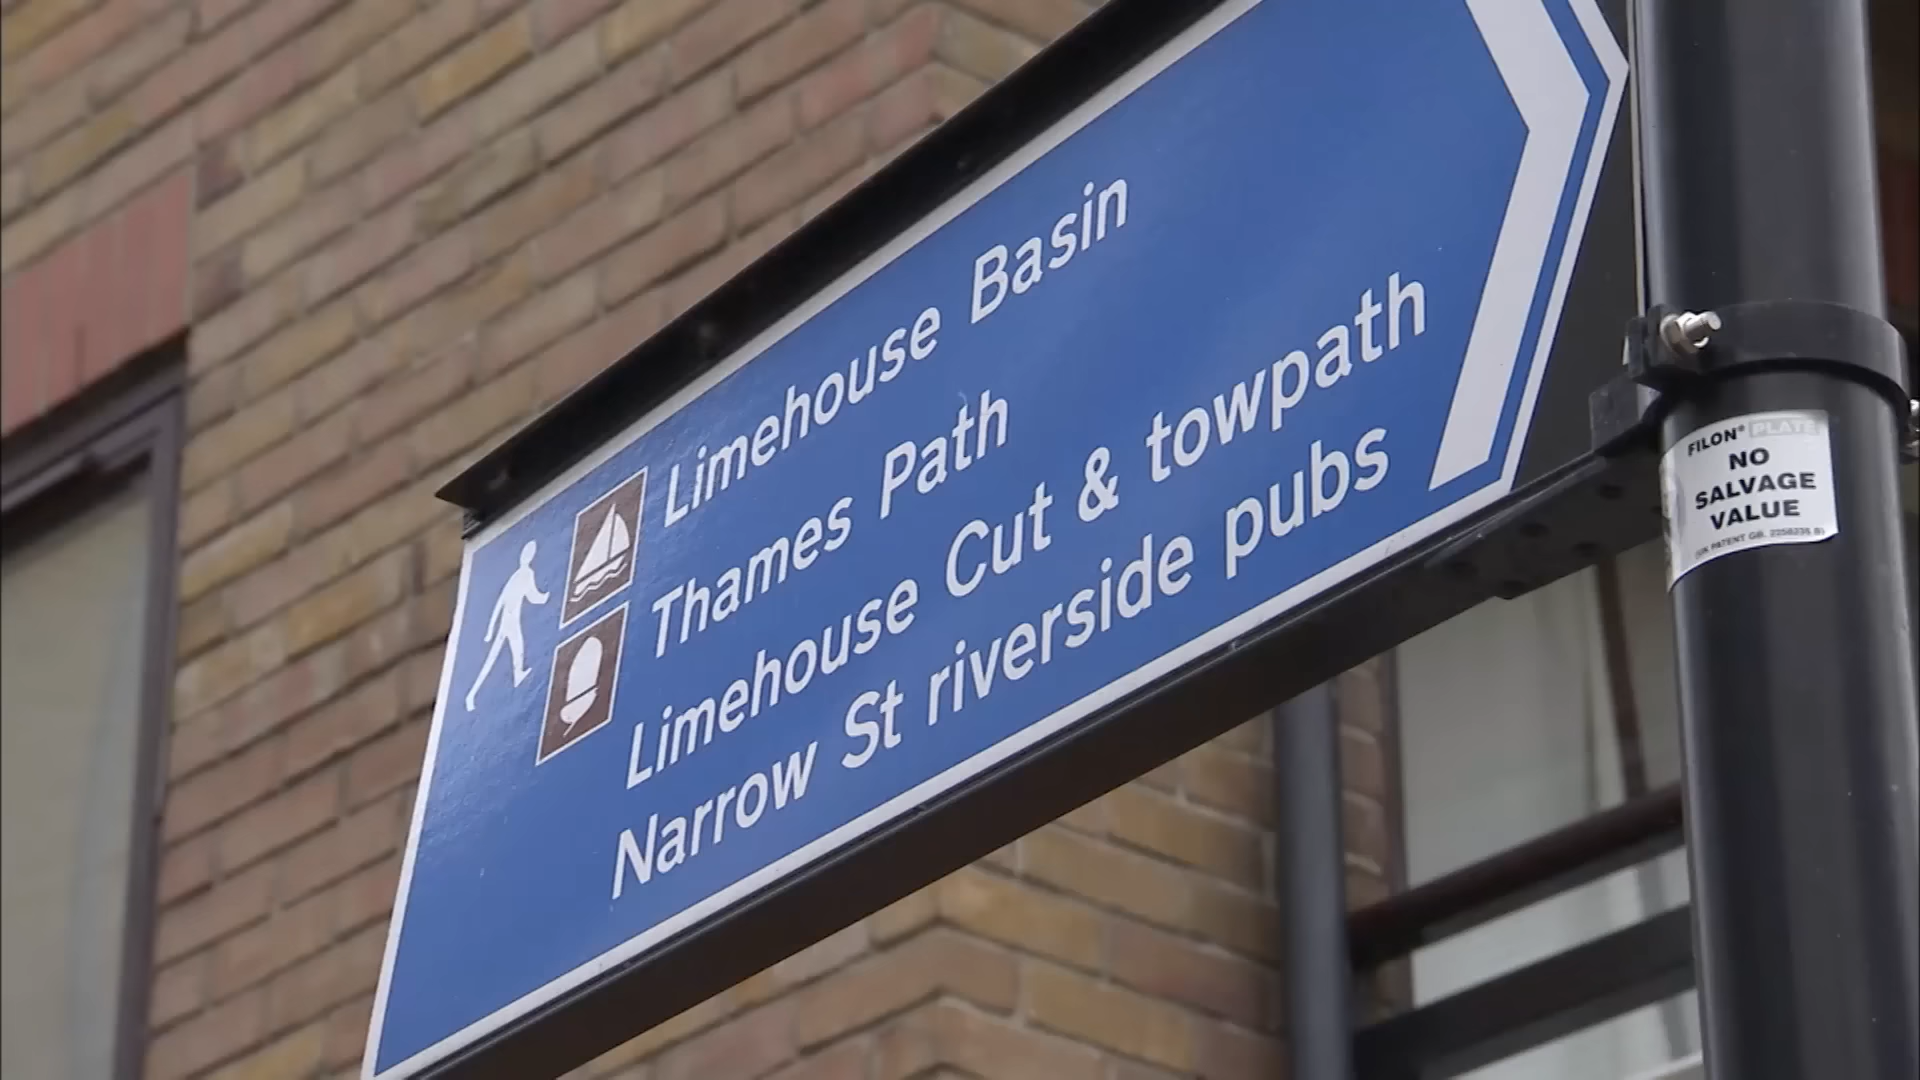 Limehouse Basin
Thames Path
Limehouse Cut & towpath
Narrow St riverside pubs
FILON® PLATE
NO
SALVAGE
VALUE